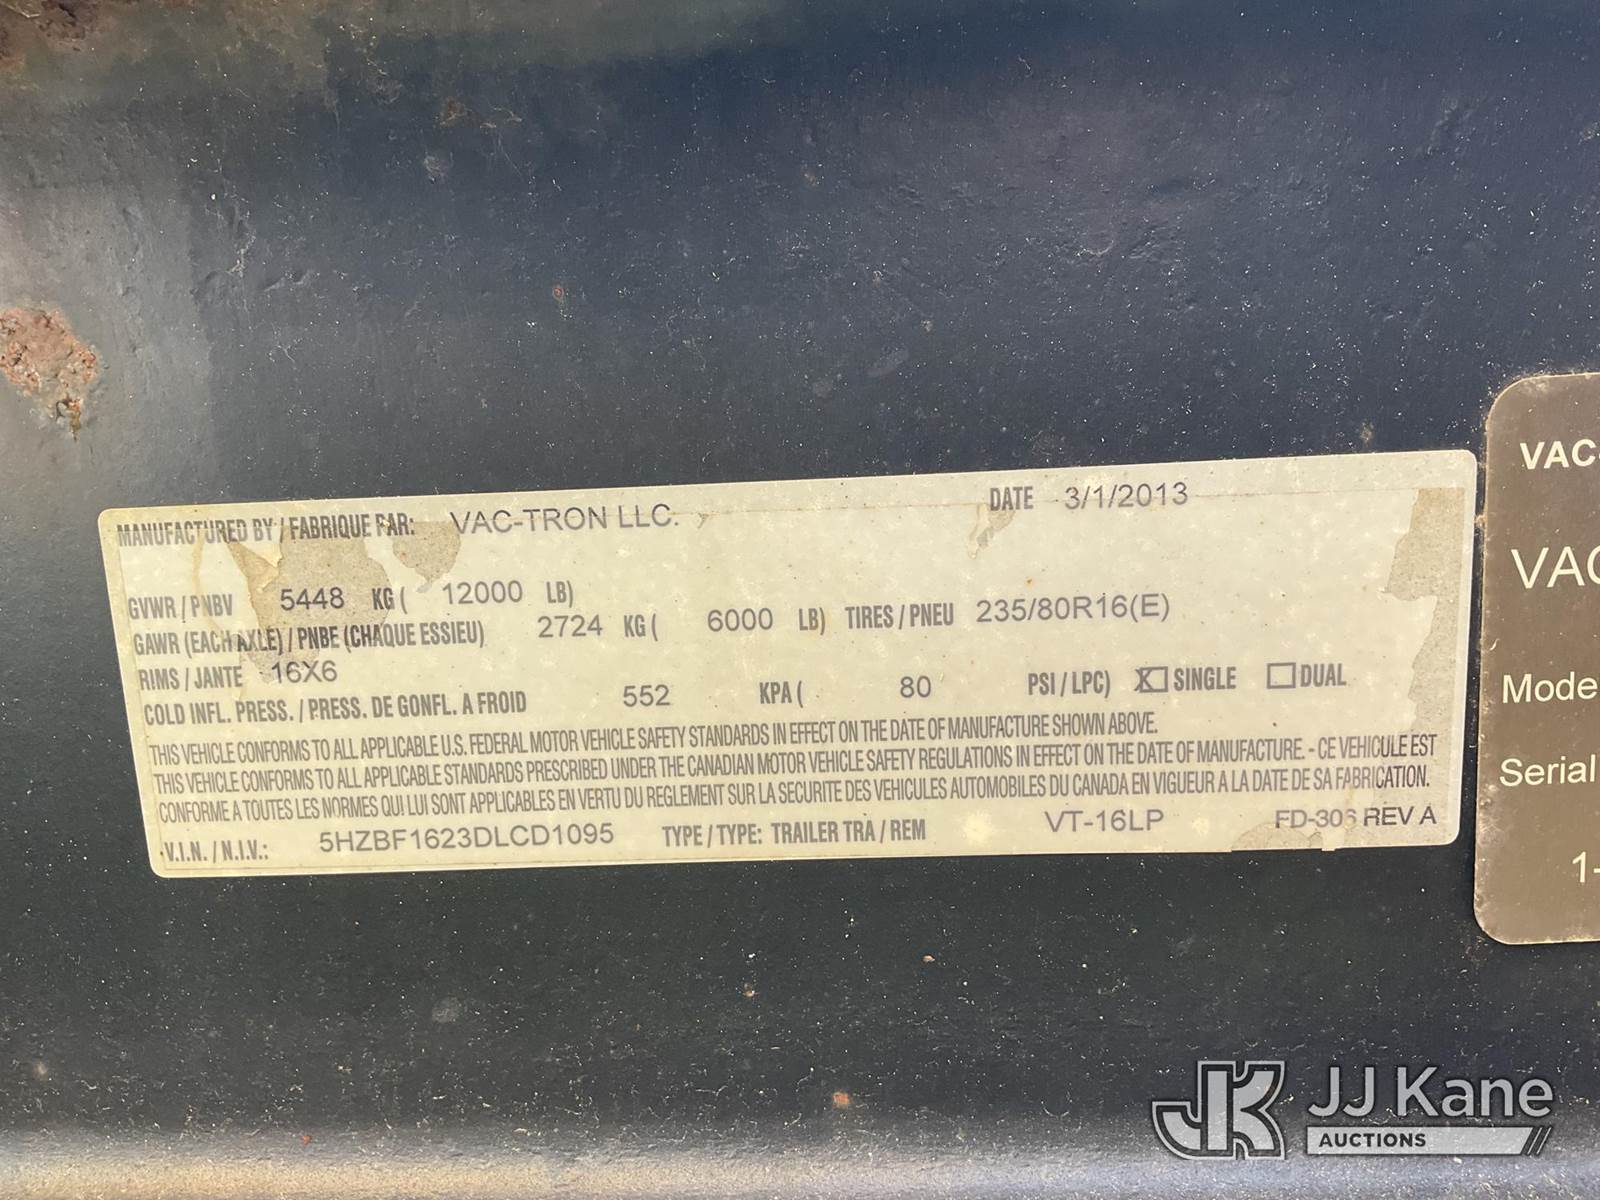 MANUFACTURED BY / FABRIQUE PAR: VAC-TRON LLC. DATE 3/1/2013
GVWR / PNBV 5448 KG ( 12000 LB)
GAWR (EACH AXLE) / PNBE (CHAQUE ESSIEU) 2724 KG ( 6000 LB) TIRES / PNEU 235/80R16(E)
RIMS / JANTE 16X6
COLD INFL. PRESS. / PRESS. DE GONFL. A FROID 552 KPA ( 80 PSI / LPC) X SINGLE DUAL
THIS VEHICLE CONFORMS TO ALL APPLICABLE U.S. FEDERAL MOTOR VEHICLE SAFETY STANDARDS IN EFFECT ON THE DATE OF MANUFACTURE SHOWN ABOVE.
THIS VEHICLE CONFORMS TO ALL APPLICABLE STANDARDS PRESCRIBED UNDER THE CANADIAN MOTOR VEHICLE SAFETY REGULATIONS IN EFFECT ON THE DATE OF MANUFACTURE. - CE VEHICULE EST
CONFORME A TOUTES LES NORMES QUI LUI SONT APPLICABLES EN VERTU DU REGLEMENT SUR LA SECURITE DES VEHICULES AUTOMOBILES DU CANADA EN VIGUEUR A LA DATE DE SA FABRICATION.
V.I.N. / N.I.V.: 5HZBF1623DLCD1095 TYPE / TYPE: TRAILER TRA / REM VT-16LP FD-306 REV A
VAC-
VAC
Mode
Serial
1-
JK JJ Kane
AUCTIONS